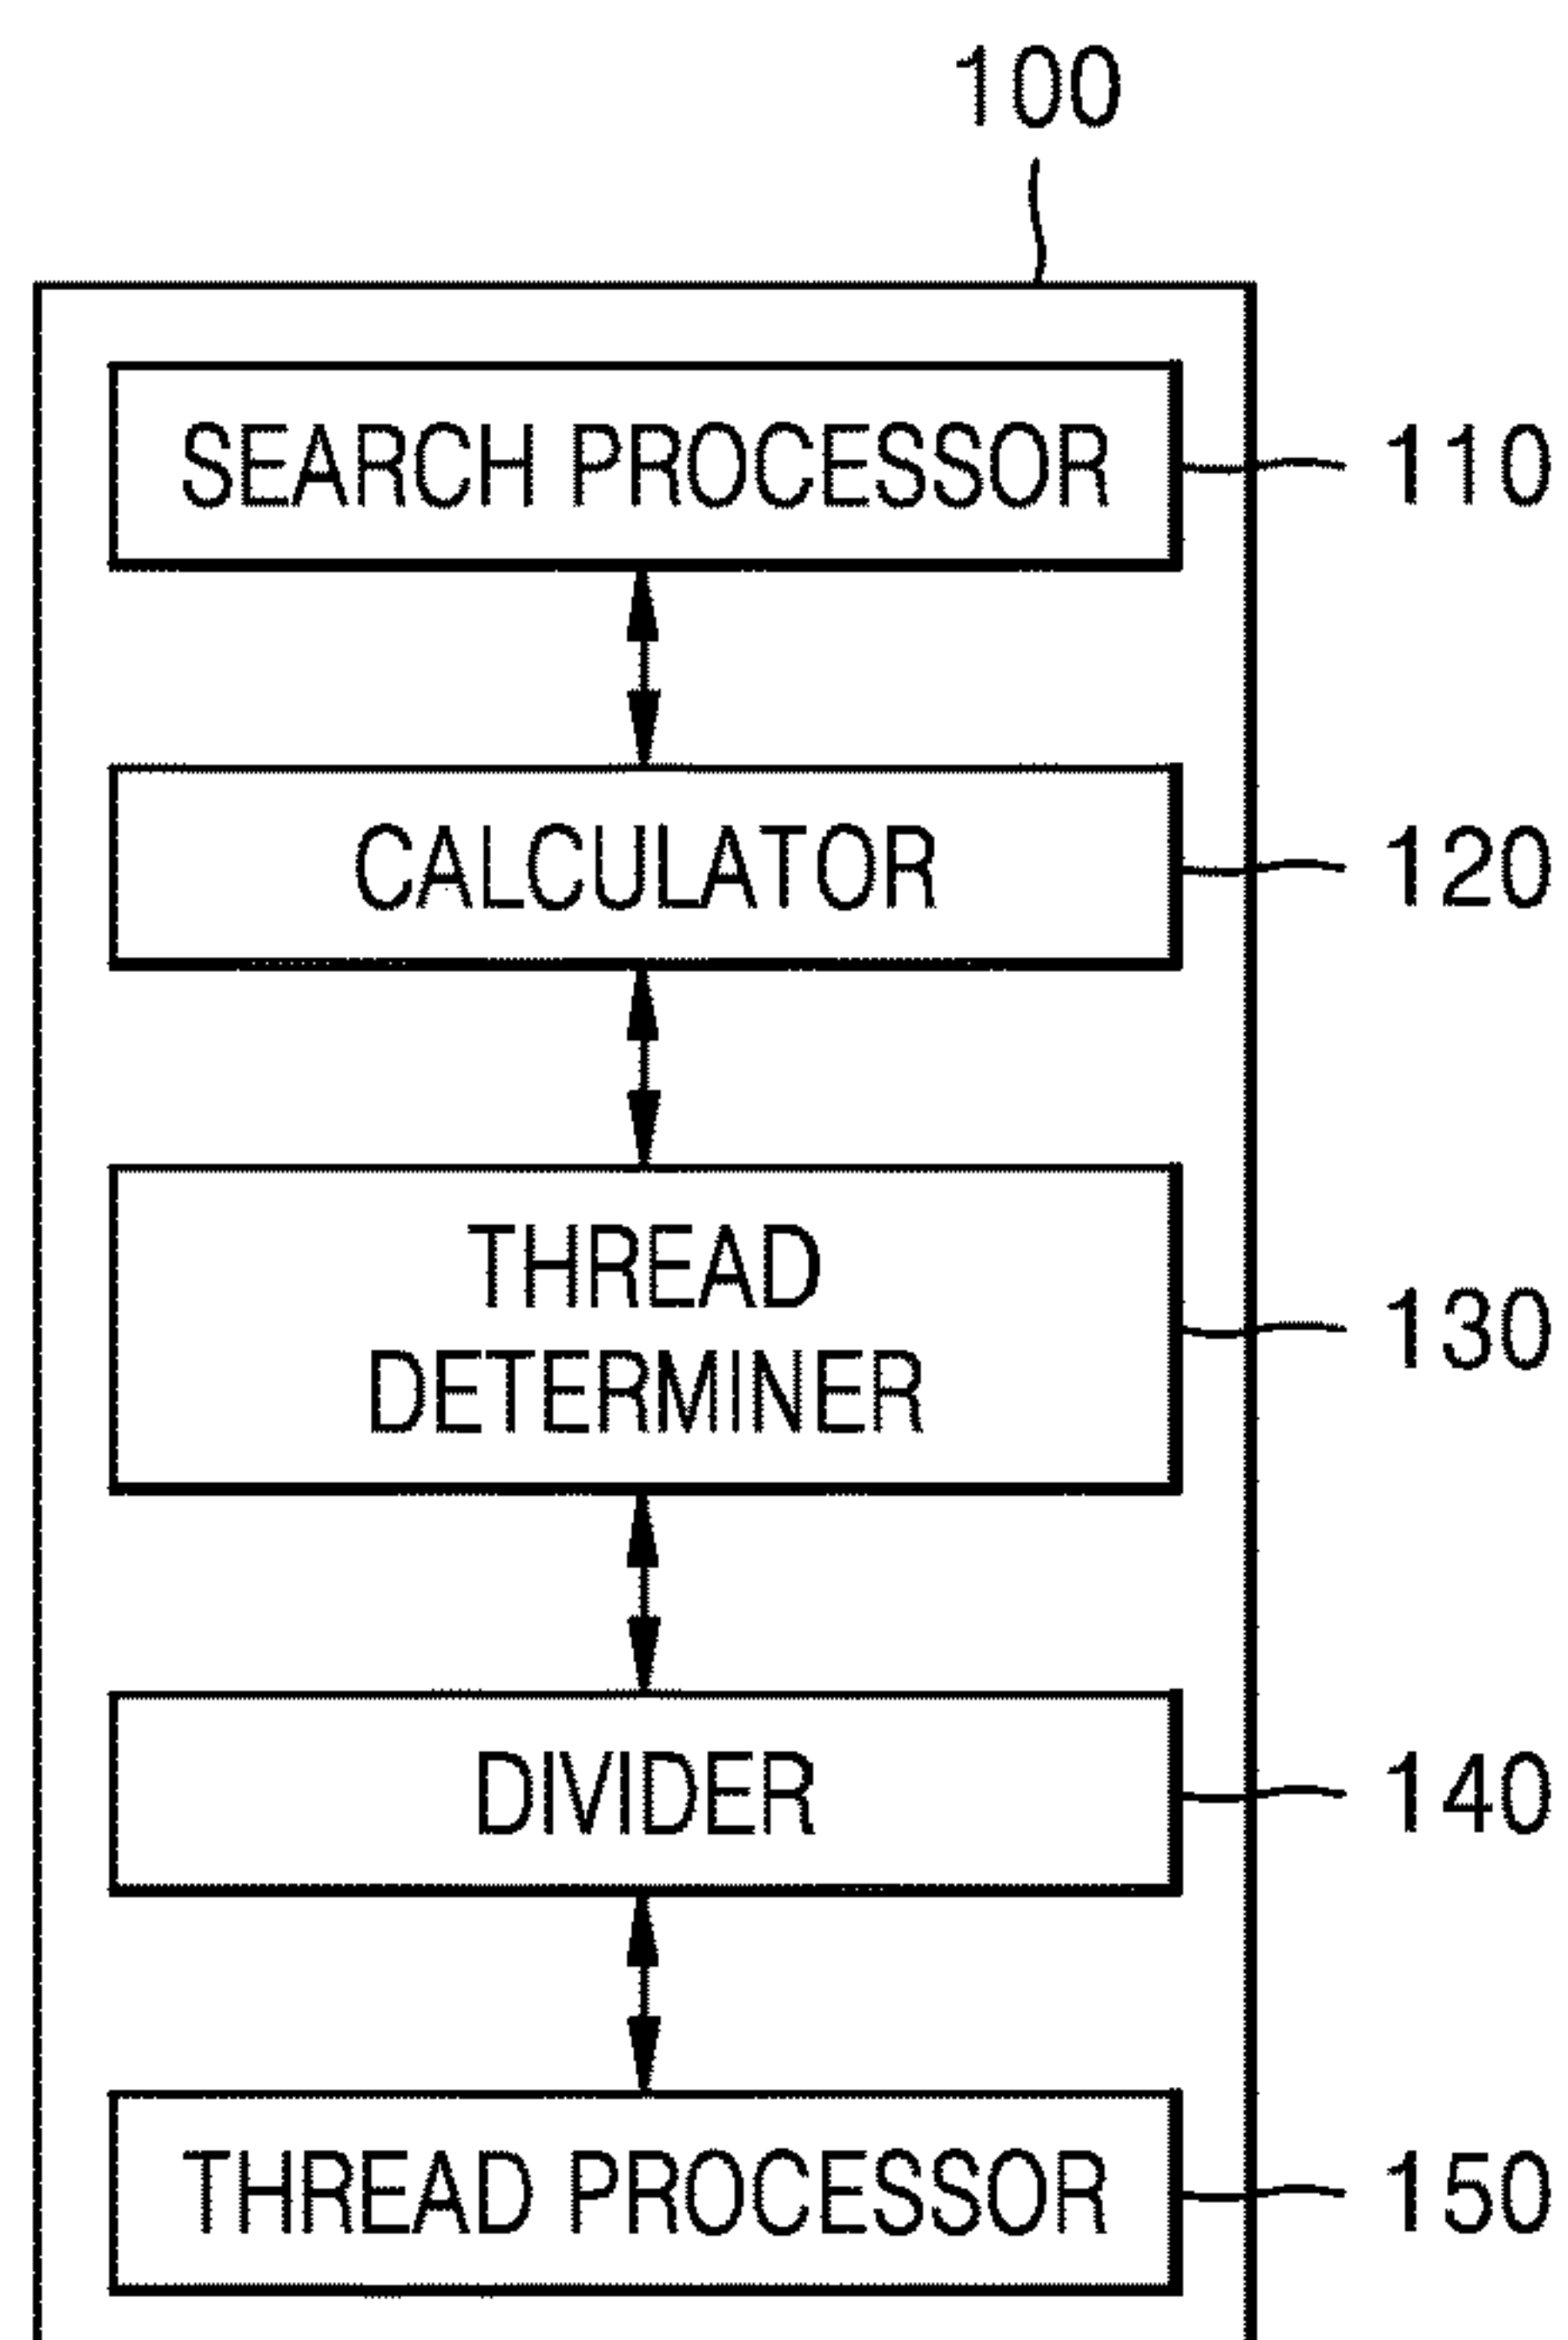 100
SEARCH PROCESSOR
110
CALCULATOR
120
THREAD
DETERMINER
130
DIVIDER
140
THREAD PROCESSOR
150